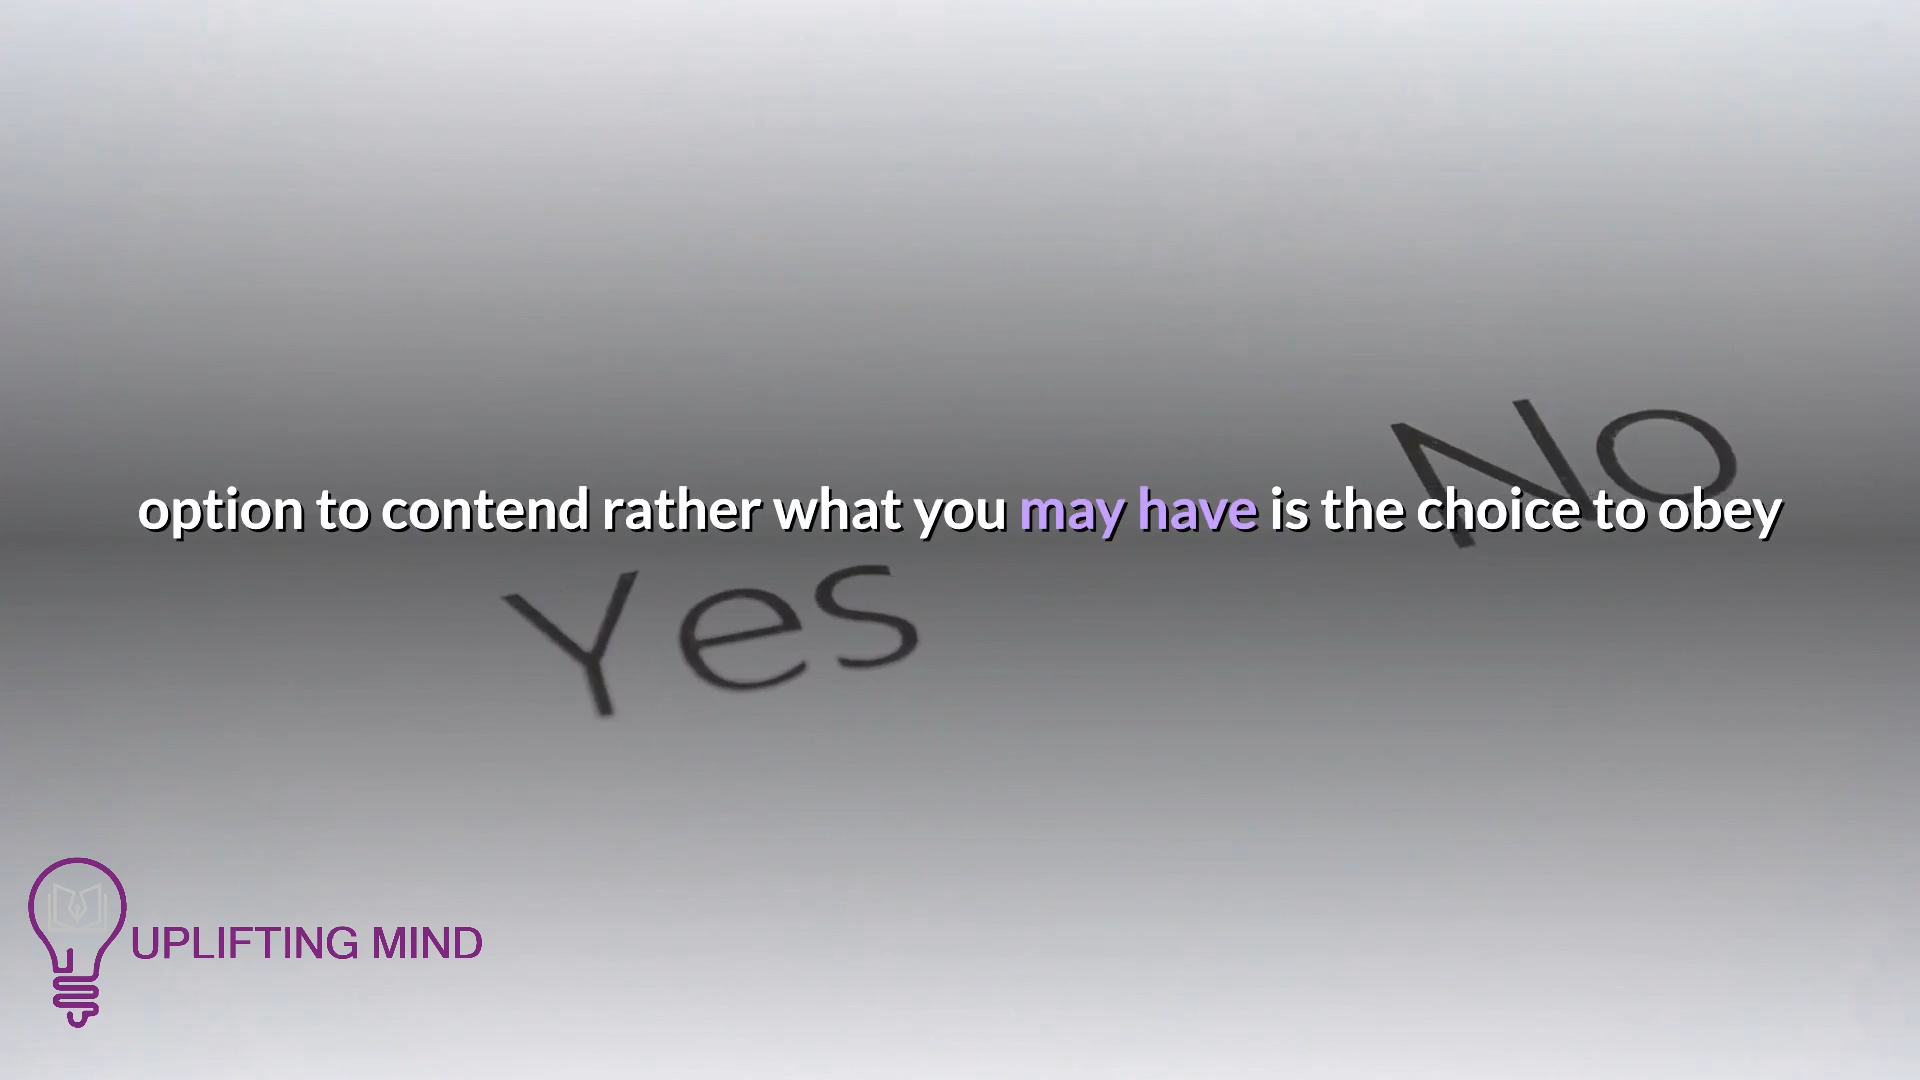 No
option to contend rather what you may have is the choice to obey
Yes
UPLIFTING MIND